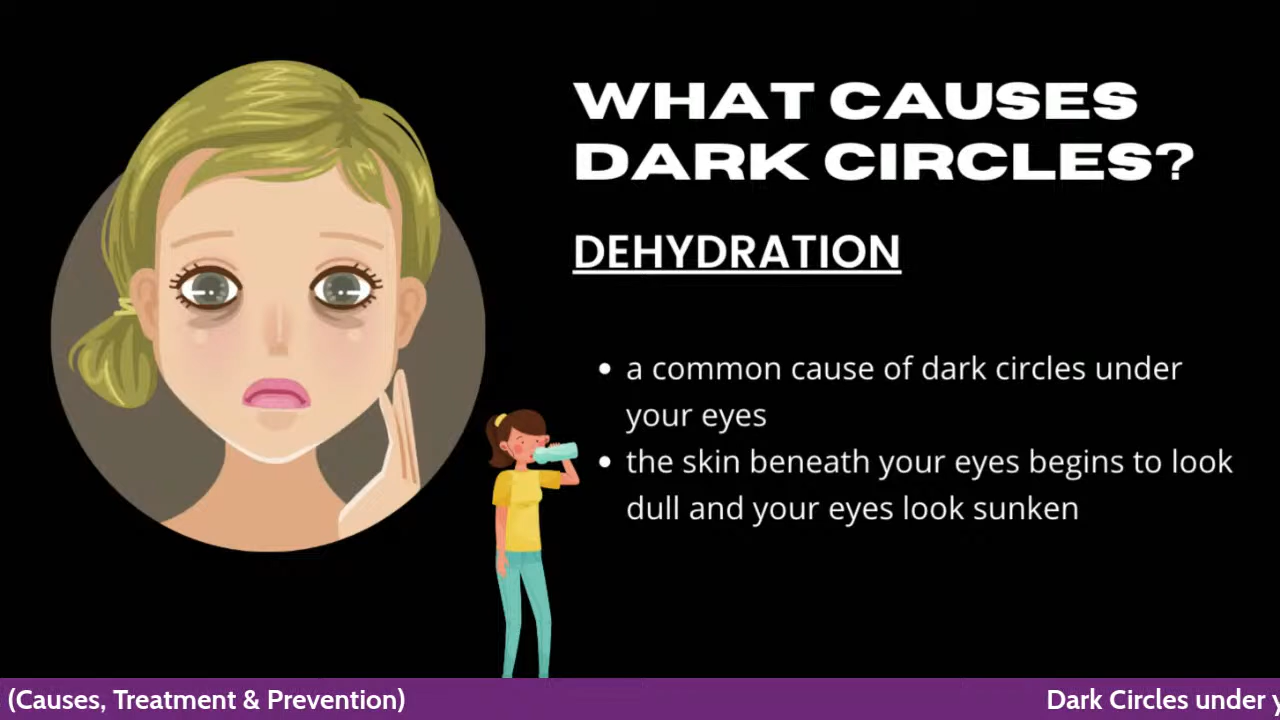 WHAT CAUSES
DARK CIRCLES?
DEHYDRATION
• a common cause of dark circles under
your eyes
• the skin beneath your eyes begins to look
dull and your eyes look sunken
(Causes, Treatment & Prevention)
Dark Circles under